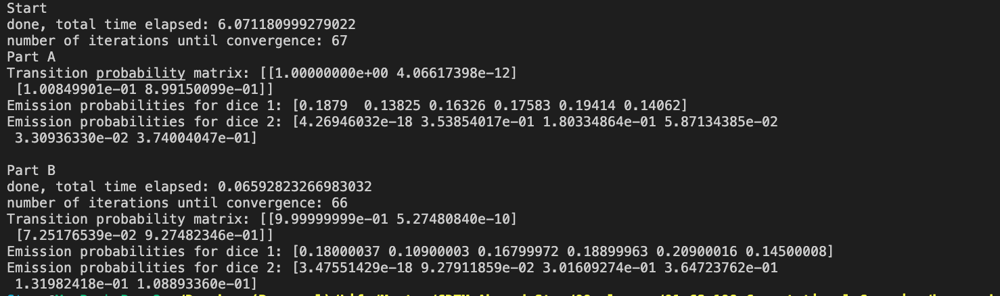 Start
done, total time elapsed: 6.071180999279022
number of iterations until convergence: 67
Part A
Transition probability matrix: [[1.00000000e+00 4.06617398e-12]
[1.00849901e-01 8.99150099e-01]]
Emission probabilities for dice 1: [0.1879  0.13825 0.16326 0.17583 0.19414 0.14062]
Emission probabilities for dice 2: [4.26946032e-18 3.53854017e-01 1.80334864e-01 5.87134385e-02
3.30936330e-02 3.74004047e-01]
Part B
done, total time elapsed: 0.06592823266983032
number of iterations until convergence: 66
Transition probability matrix: [[9.99999999e-01 5.27480840e-10]
[7.25176539e-02 9.27482346e-01]]
Emission probabilities for dice 1: [0.18000037 0.10900003 0.16799972 0.18899963 0.20900016 0.14500008]
Emission probabilities for dice 2: [3.47551429e-18 9.27911859e-02 3.01609274e-01 3.64723762e-01
1.31982418e-01 1.08893360e-01]